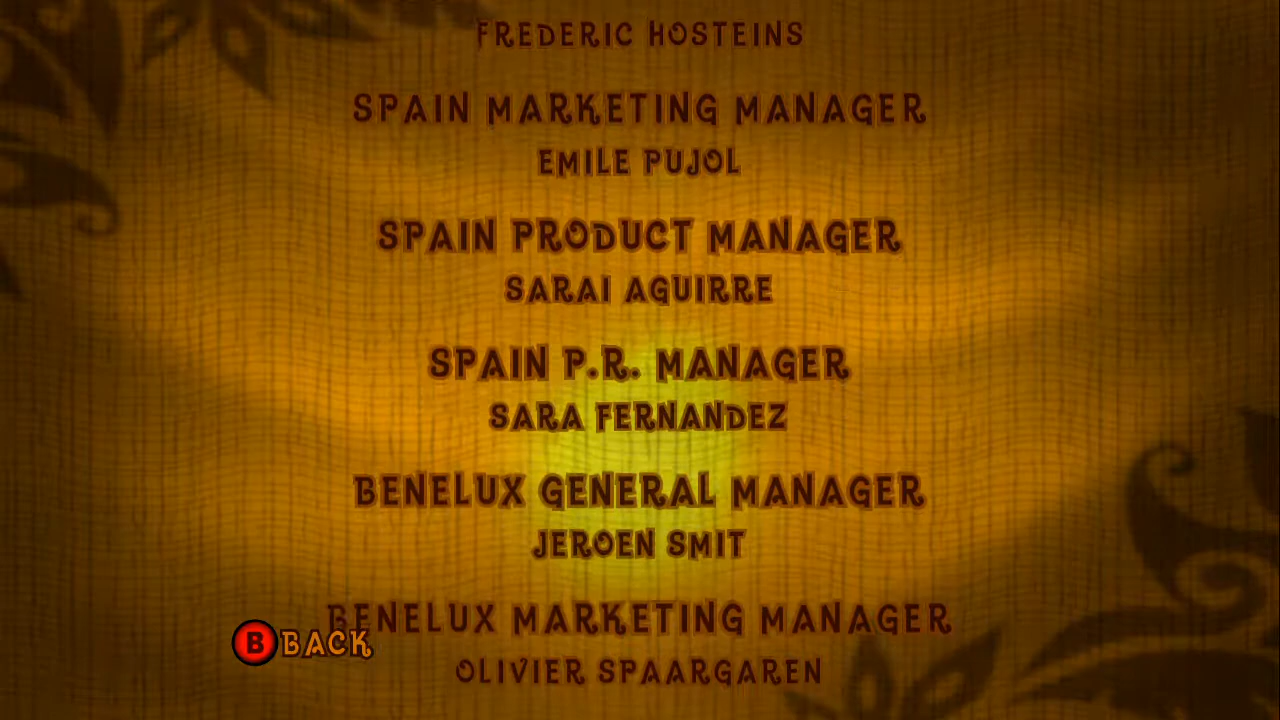 FREDERIC HOSTEINS
SPAIN MARKETING MANAGER
EMILE PUJOL
SPAIN PRODUCT MANAGER
SARAI AGUIRRE
SPAIN P.R. MANAGER
SARA FERNANDEZ
BENELUX GENERAL MANAGER
JEROEN SMIT
BENELUX MARKETING MANAGER
B BACK
OLIVIER SPAARGAREN